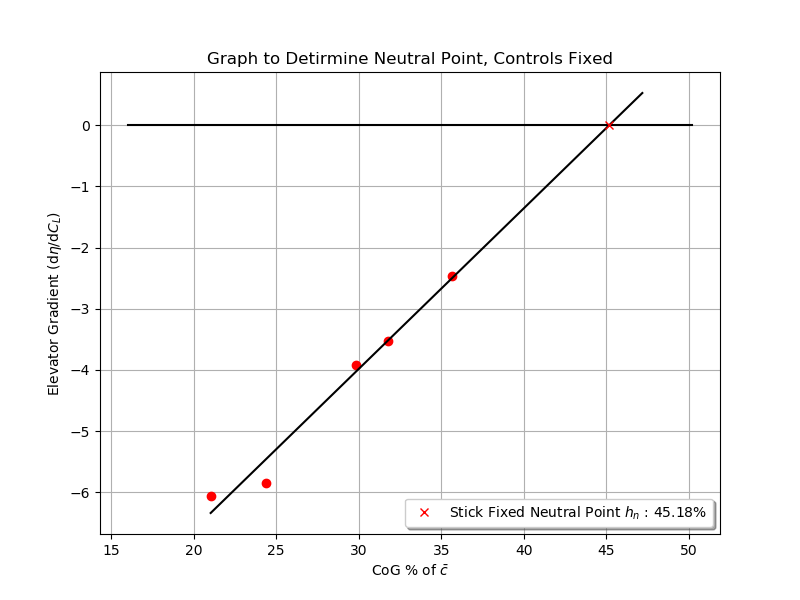 Graph to Detirmine Neutral Point, Controls Fixed
Elevator Gradient (dη/dC_L)
0
−1
−2
−3
−4
−5
−6
Stick Fixed Neutral Point h_n : 45.18%
15 20 25 30 35 40 45 50
CoG % of c̄